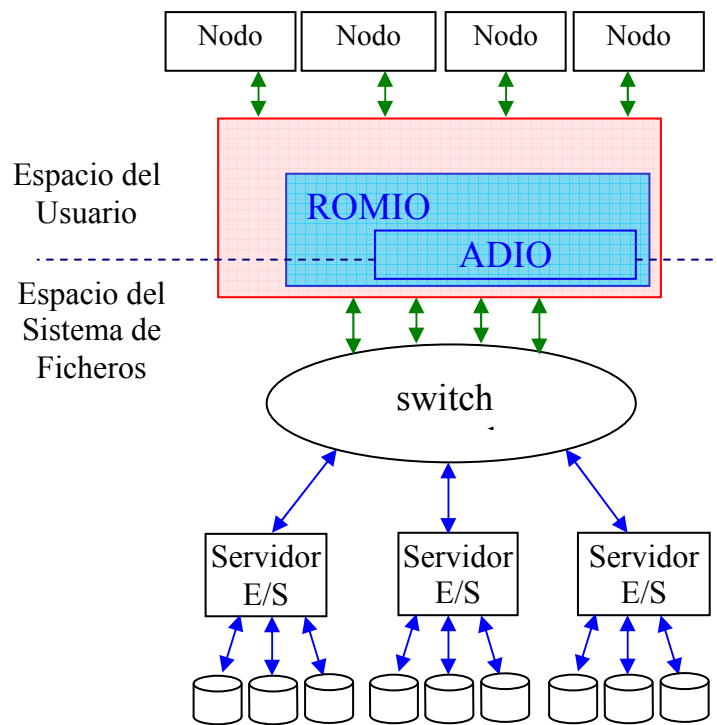 Nodo
Nodo
Nodo
Nodo
Espacio del
Usuario
ROMIO
ADIO
Espacio del
Sistema de
Ficheros
switch
Servidor
E/S
Servidor
E/S
Servidor
E/S